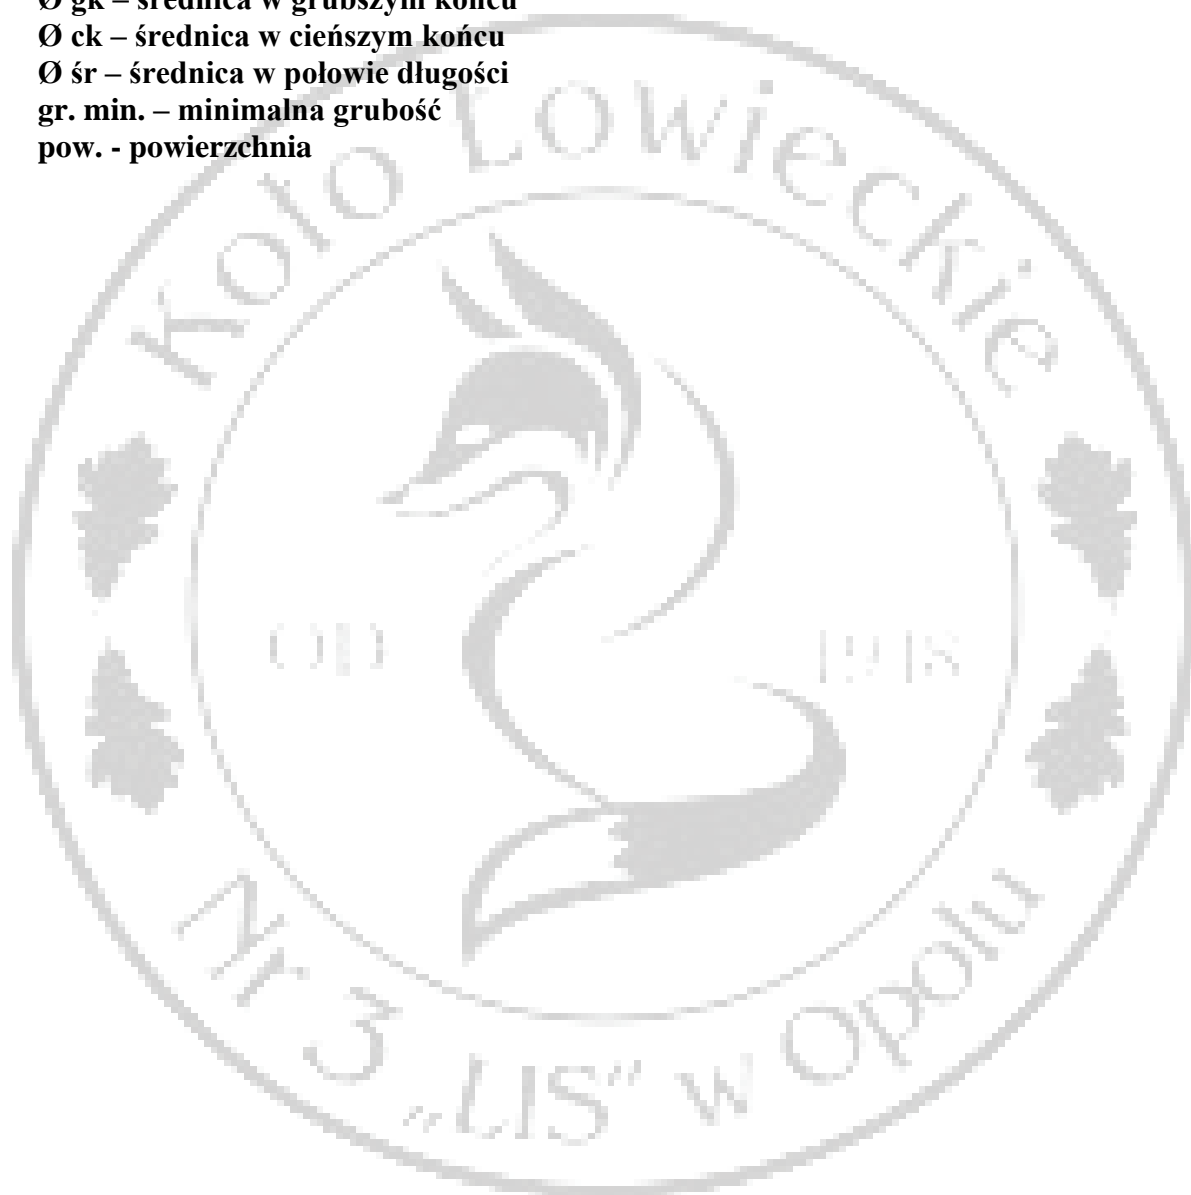 Ø gk – średnica w grubszym końcu
Ø ck – średnica w cieńszym końcu
Ø śr – średnica w połowie długości
gr. min. – minimalna grubość
pow. - powierzchnia
Koło Łowieckie
OD 1918
Nr 3 „LIS” w Opolu